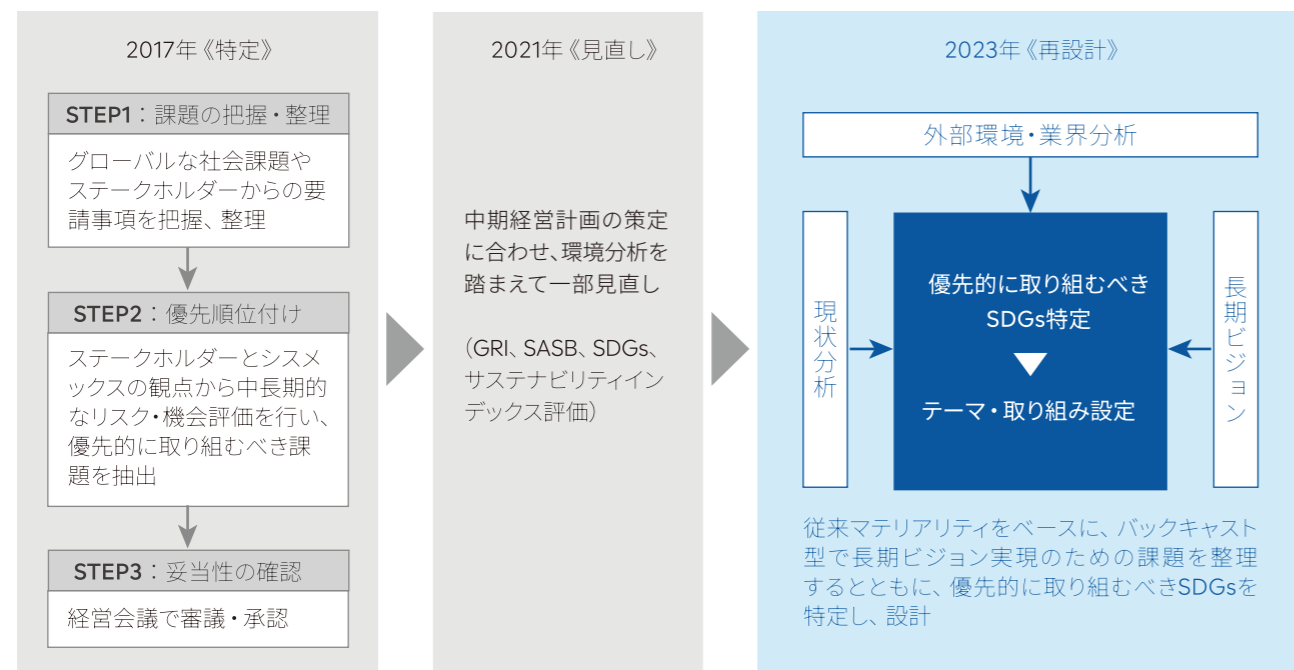 2017年《特定》
STEP1：課題の把握・整理
グローバルな社会課題や
ステークホルダーからの要
請事項を把握、整理
STEP2：優先順位付け
ステークホルダーとシスメ
ックスの観点から中長期的
なリスク・機会評価を行い、
優先的に取り組むべき課
題を抽出
STEP3：妥当性の確認
経営会議で審議・承認
2021年《見直し》
中期経営計画の策定
に合わせ、環境分析を
踏まえて一部見直し
（GRI、SASB、SDGs、
サステナビリティイン
デックス評価）
2023年《再設計》
外部環境・業界分析
現状分析
優先的に取り組むべき
SDGs特定
テーマ・取り組み設定
長期ビジョン
従来マテリアリティをベースに、バックキャスト
型で長期ビジョン実現のための課題を整理
するとともに、優先的に取り組むべきSDGsを
特定し、設計